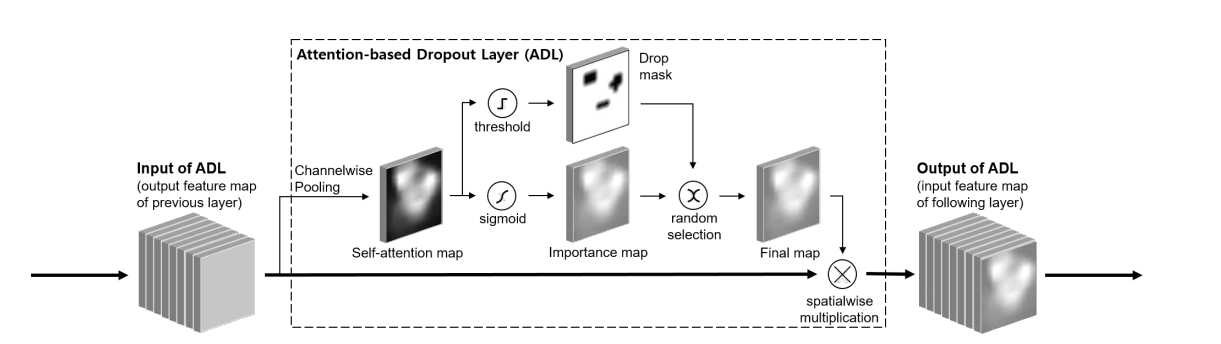 Attention-based Dropout Layer (ADL)
Drop
mask
threshold
Input of ADL
(output feature map
of previous layer)
Channelwise
Pooling
sigmoid
random
selection
Self-attention map
Importance map
Final map
Output of ADL
(input feature map
of following layer)
spatialwise
multiplication